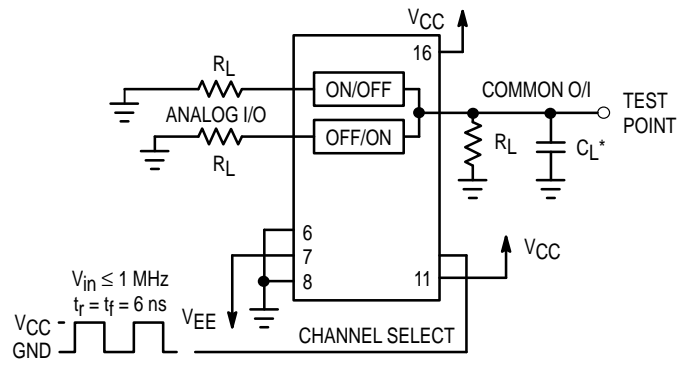 VCC
16
RL
ON/OFF
COMMON O/I
TEST
POINT
ANALOG I/O
OFF/ON
RL
RL
CL*
6
7
8
11
VCC
Vin ≤ 1 MHz
tr = tf = 6 ns
VEE
VCC
GND
CHANNEL SELECT